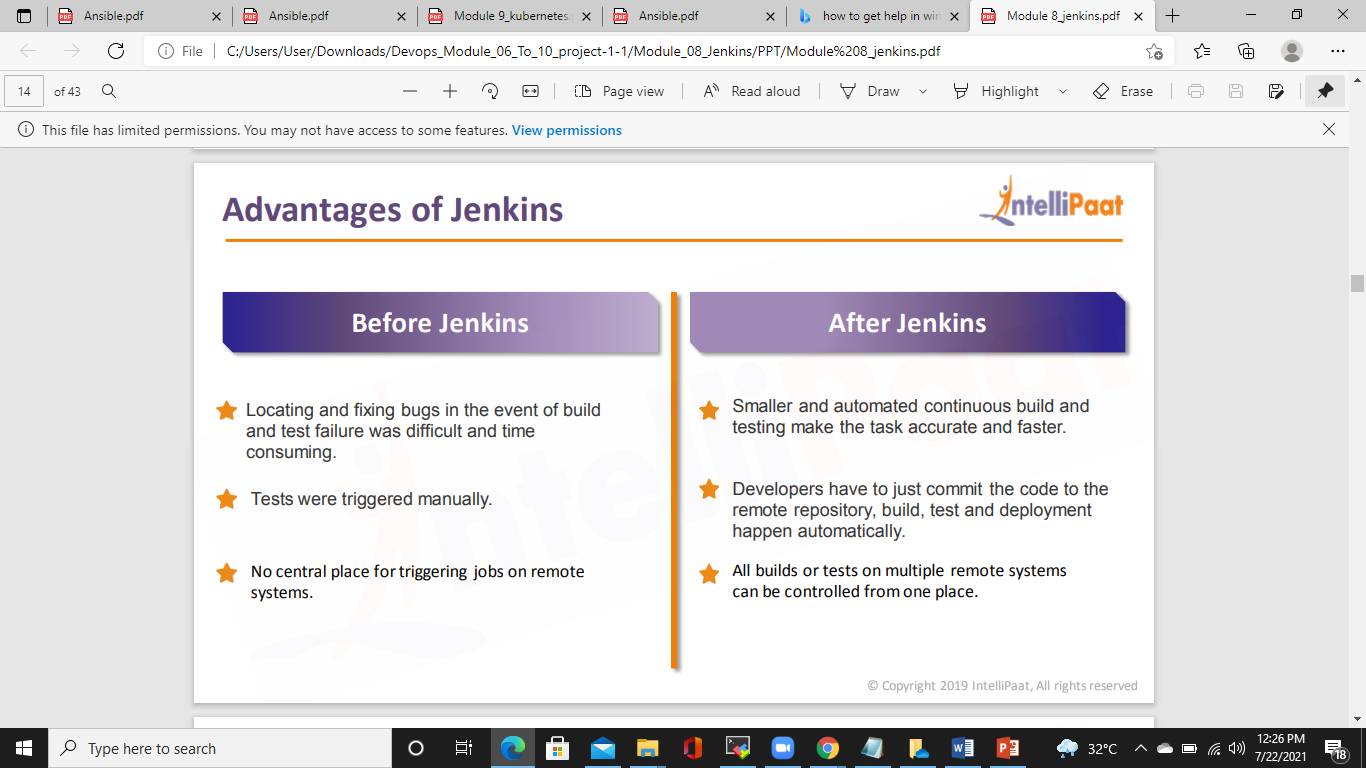 Ansible.pdf
Ansible.pdf
Module 9_kubernetes.
Ansible.pdf
how to get help in win
Module 8_jenkins.pdf
File
C:/Users/User/Downloads/Devops_Module_06_To_10_project-1-1/Module_08_Jenkins/PPT/Module%208_jenkins.pdf
14 of 43
Page view
Read aloud
Draw
Highlight
Erase
This file has limited permissions. You may not have access to some features. View permissions
Advantages of Jenkins
IntelliPaat
Before Jenkins
Locating and fixing bugs in the event of build
and test failure was difficult and time
consuming.
Tests were triggered manually.
No central place for triggering jobs on remote
systems.
After Jenkins
Smaller and automated continuous build and
testing make the task accurate and faster.
Developers have to just commit the code to the
remote repository, build, test and deployment
happen automatically.
All builds or tests on multiple remote systems
can be controlled from one place.
© Copyright 2019 IntelliPaat, All rights reserved
Type here to search
32°C
12:26 PM
7/22/2021
18